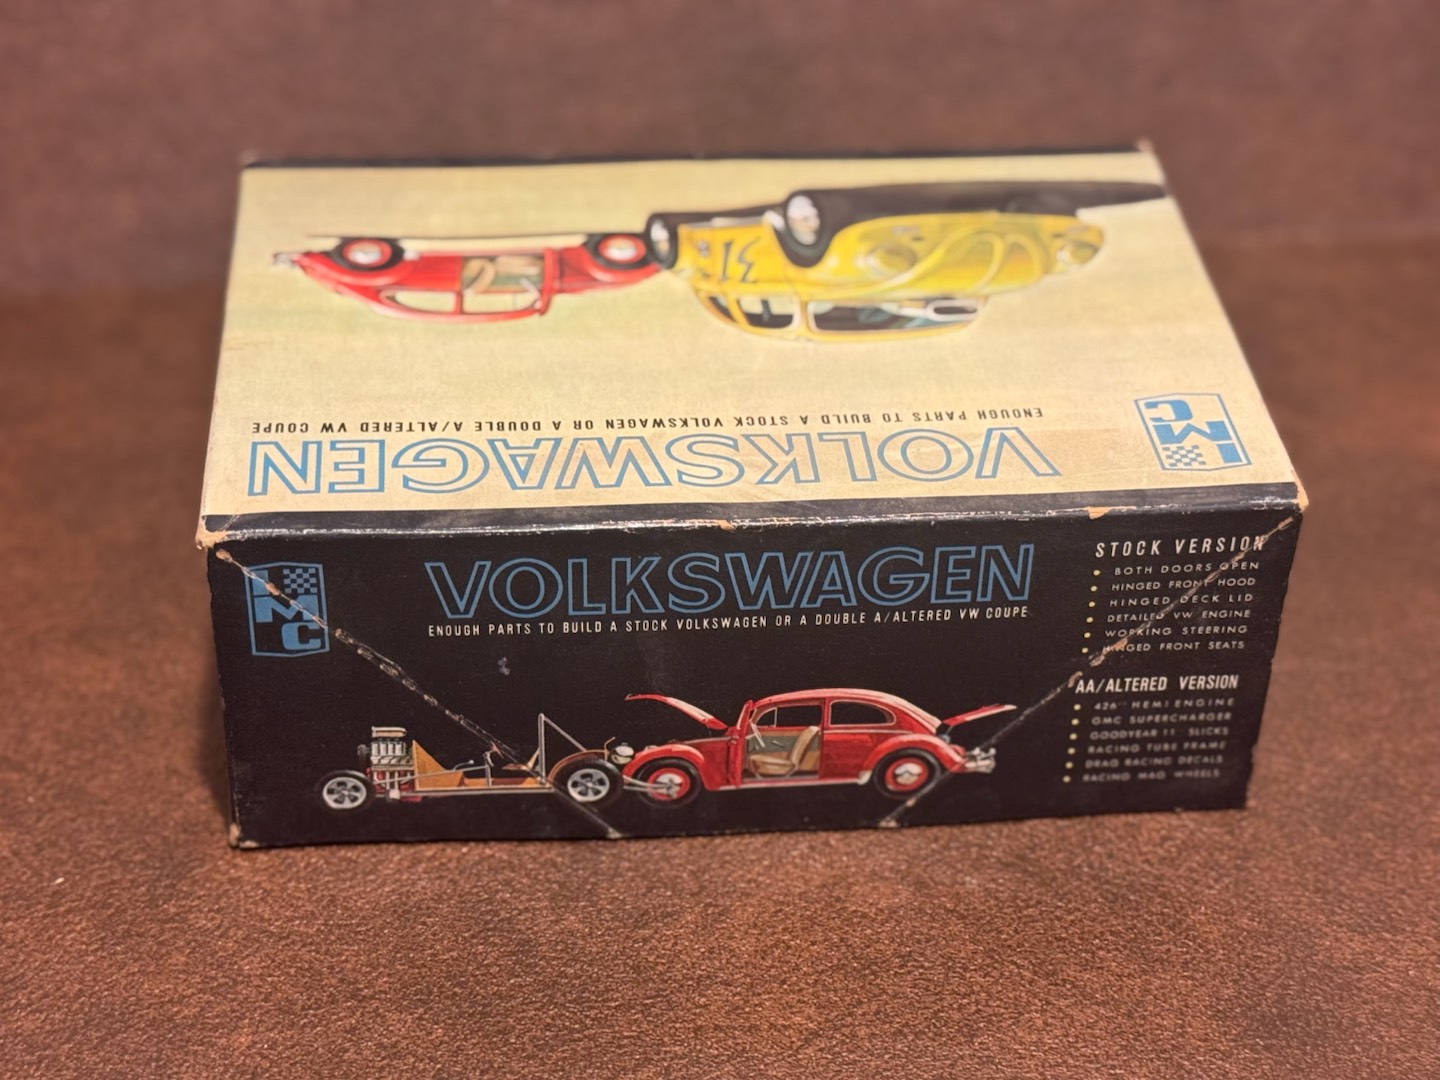 VOLKSWAGEN
ENOUGH PARTS TO BUILD A STOCK VOLKSWAGEN OR A DOUBLE A/ALTERED VW COUPE
IMC
31
IMC
VOLKSWAGEN
ENOUGH PARTS TO BUILD A STOCK VOLKSWAGEN OR A DOUBLE A/ALTERED VW COUPE
STOCK VERSION
• BOTH DOORS OPEN
• HINGED FRONT HOOD
• HINGED DECK LID
• DETAILED VW ENGINE
• WORKING STEERING
• HINGED FRONT SEATS
AA/ALTERED VERSION
• 426" HEMI ENGINE
• GMC SUPERCHARGER
• GOODYEAR 11" SLICKS
• RACING TUBE FRAME
• DRAG RACING DECALS
• RACING MAG WHEELS